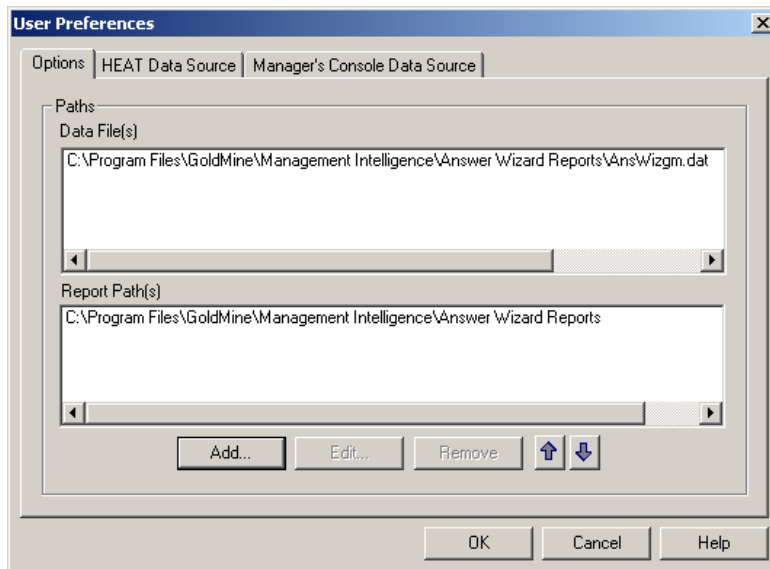 User Preferences
Options HEAT Data Source Manager's Console Data Source
Paths
Data File(s)
C:\Program Files\GoldMine\Management Intelligence\Answer Wizard Reports\AnsWizgm.dat
Report Path(s)
C:\Program Files\GoldMine\Management Intelligence\Answer Wizard Reports
Add... Edit... Remove
OK Cancel Help